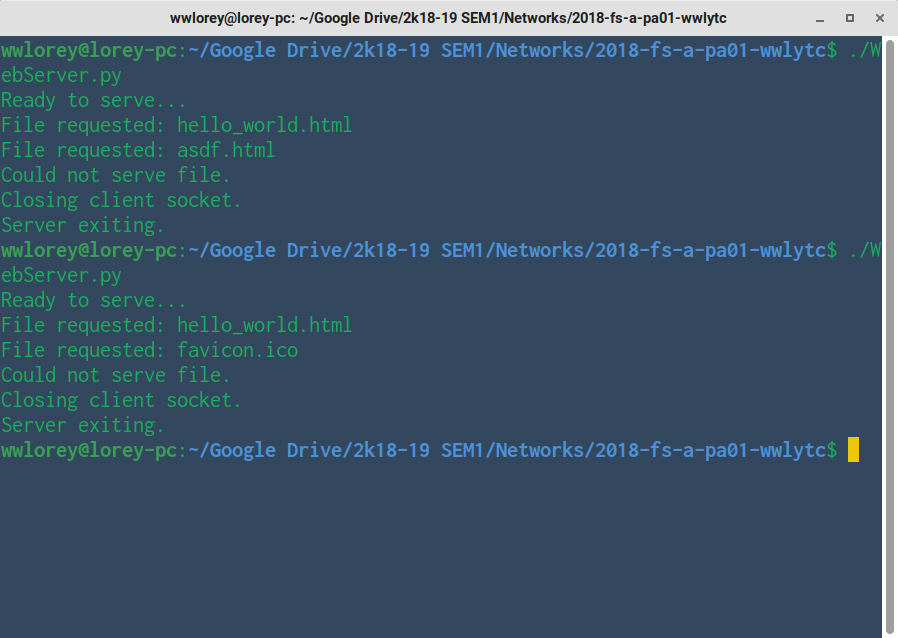 wwlorey@lorey-pc: ~/Google Drive/2k18-19 SEM1/Networks/2018-fs-a-pa01-wwlytc
wwlorey@lorey-pc:~/Google Drive/2k18-19 SEM1/Networks/2018-fs-a-pa01-wwlytc$ ./W
ebServer.py
Ready to serve...
File requested: hello_world.html
File requested: asdf.html
Could not serve file.
Closing client socket.
Server exiting.
wwlorey@lorey-pc:~/Google Drive/2k18-19 SEM1/Networks/2018-fs-a-pa01-wwlytc$ ./W
ebServer.py
Ready to serve...
File requested: hello_world.html
File requested: favicon.ico
Could not serve file.
Closing client socket.
Server exiting.
wwlorey@lorey-pc:~/Google Drive/2k18-19 SEM1/Networks/2018-fs-a-pa01-wwlytc$